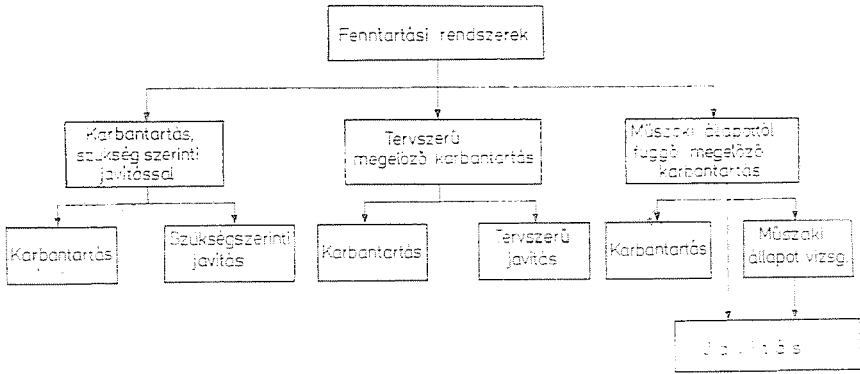 Fenntartási rendszerek
Karbantartás,
szükség szerinti
javítással
Tervszerű
megelőző karbantartás
Műszaki állapottól
függő megelőző
karbantartás
Karbantartás
Szükségszerinti
javítás
Karbantartás
Tervszerű
javítás
Karbantartás
Műszaki
állapot vizsg.
Javítás